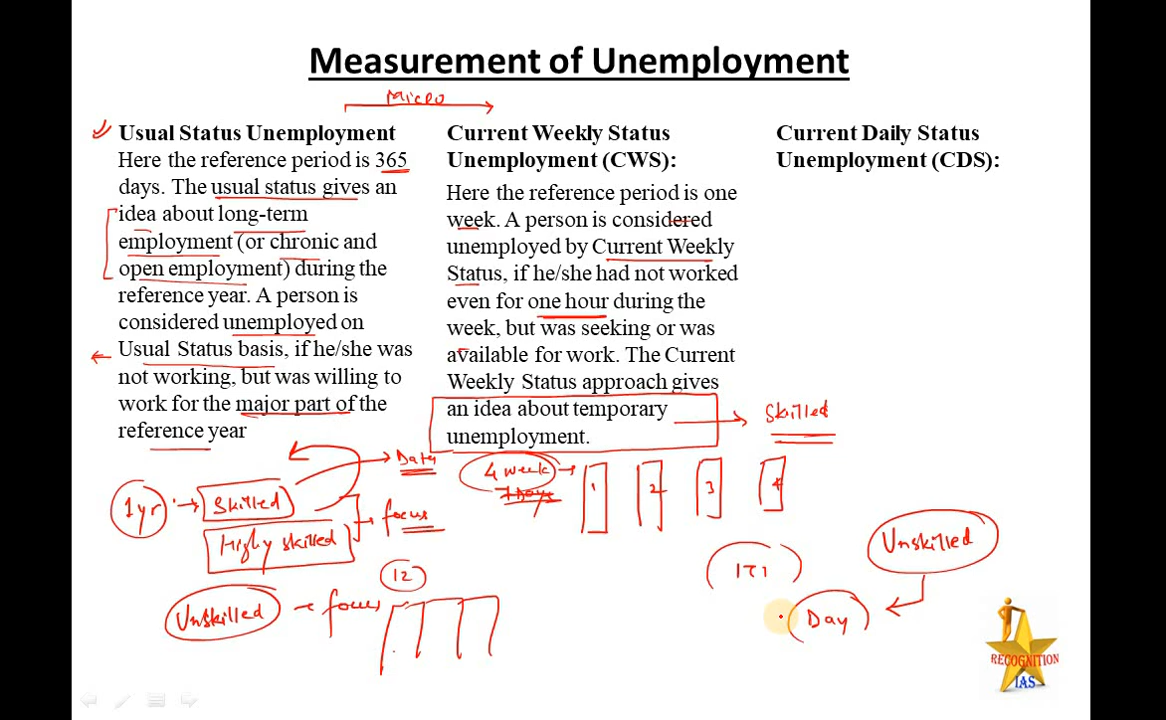 Measurement of Unemployment
Micro
Usual Status Unemployment
Here the reference period is 365
days. The usual status gives an
idea about long-term
employment (or chronic and
open employment) during the
reference year. A person is
considered unemployed on
Usual Status basis, if he/she was
not working, but was willing to
work for the major part of the
reference year
Current Weekly Status
Unemployment (CWS):
Here the reference period is one
week. A person is considered
unemployed by Current Weekly
Status, if he/she had not worked
even for one hour during the
week, but was seeking or was
available for work. The Current
Weekly Status approach gives
an idea about temporary
unemployment.
Current Daily Status
Unemployment (CDS):
Skilled
Data
1yr
Skilled
Highly skilled
focus
Unskilled
focus
12
4 week
7 Days
1 2 3 4
ITI
Unskilled
Day
RECOGNITION
IAS